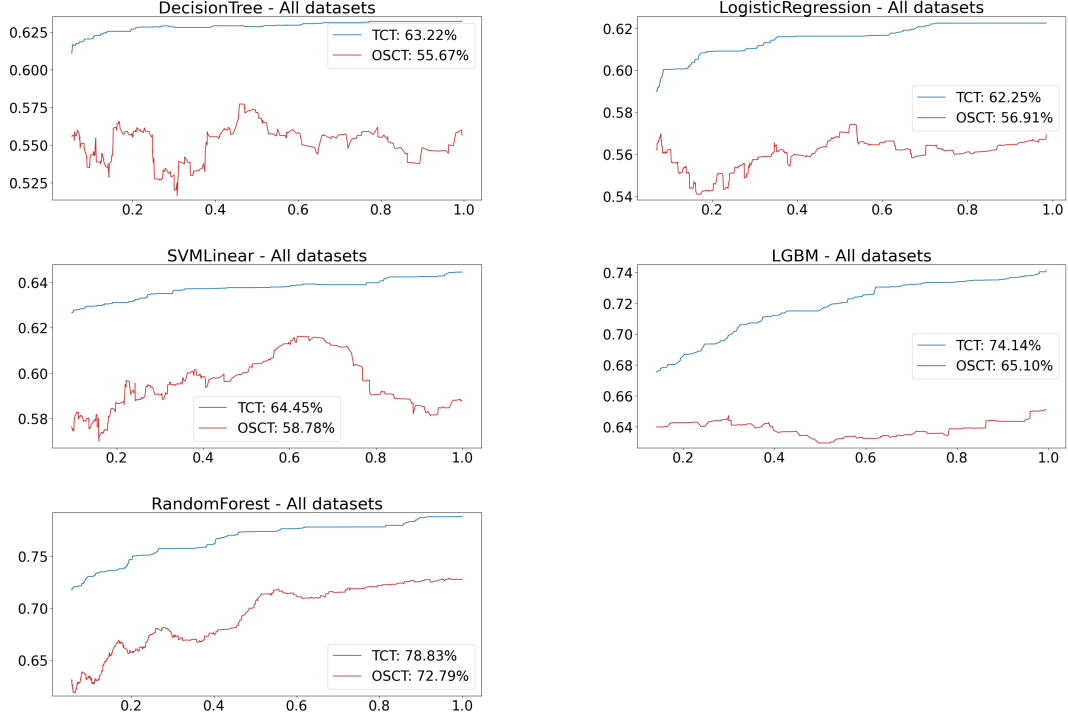 DecisionTree - All datasets
0.625
0.600
0.575
0.550
0.525
TCT: 63.22%
OSCT: 55.67%
0.2 0.4 0.6 0.8 1.0
LogisticRegression - All datasets
0.62
0.60
0.58
0.56
0.54
TCT: 62.25%
OSCT: 56.91%
0.2 0.4 0.6 0.8 1.0
SVMLinear - All datasets
0.64
0.62
0.60
0.58
TCT: 64.45%
OSCT: 58.78%
0.2 0.4 0.6 0.8 1.0
LGBM - All datasets
0.74
0.72
0.70
0.68
0.66
0.64
TCT: 74.14%
OSCT: 65.10%
0.2 0.4 0.6 0.8 1.0
RandomForest - All datasets
0.75
0.70
0.65
TCT: 78.83%
OSCT: 72.79%
0.2 0.4 0.6 0.8 1.0